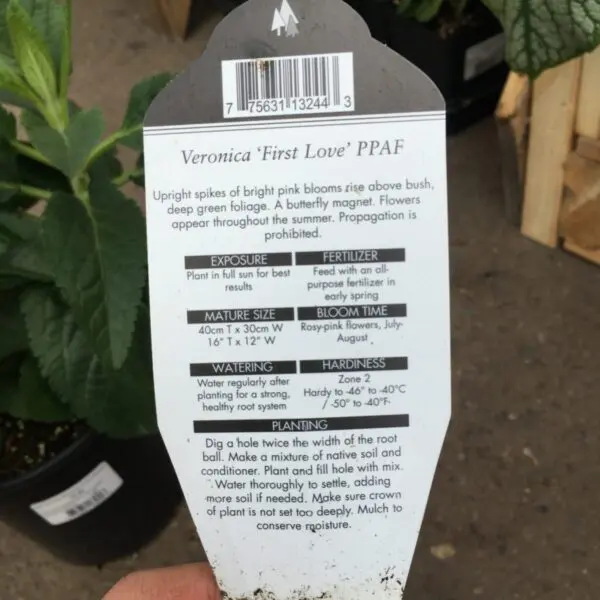 7 75631 13244 3
Veronica 'First Love' PPAF
Upright spikes of bright pink blooms rise above bush,
deep green foliage. A butterfly magnet. Flowers
appear throughout the summer. Propagation is
prohibited.
EXPOSURE
Plant in full sun for best
results
FERTILIZER
Feed with an all-
purpose fertilizer in
early spring
MATURE SIZE
40cm T x 30cm W
16" T x 12" W
BLOOM TIME
Rosy-pink flowers, July-
August
WATERING
Water regularly after
planting for a strong,
healthy root system
HARDINESS
Zone 2
Hardy to -46° to -40°C
/ -50° to -40°F
PLANTING
Dig a hole twice the width of the root
ball. Make a mixture of native soil and
conditioner. Plant and fill hole with mix.
Water thoroughly to settle, adding
more soil if needed. Make sure crown
of plant is not set too deeply. Mulch to
conserve moisture.